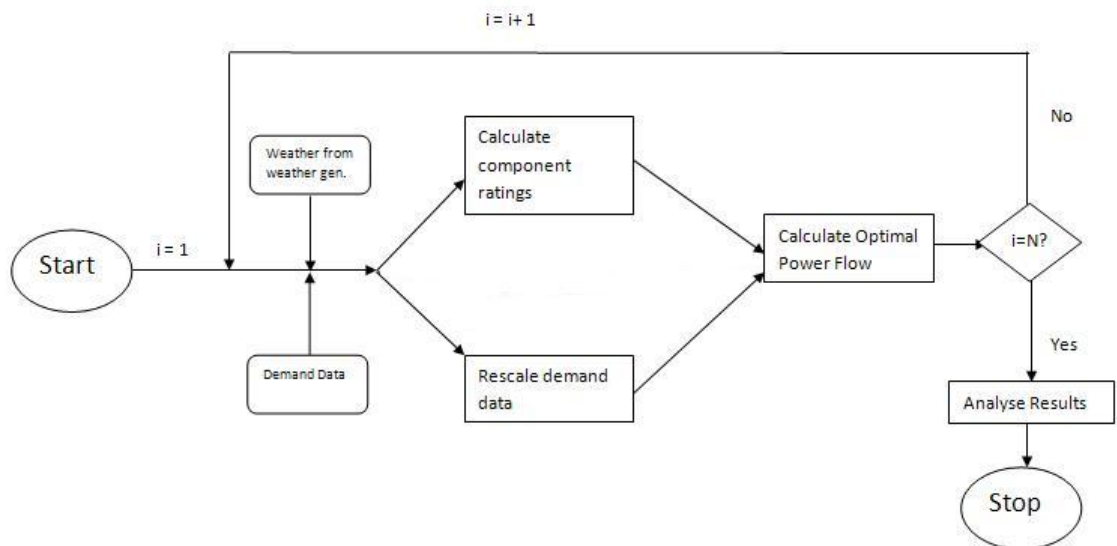 i = i+ 1
No
Weather from
weather gen.
Calculate
component
ratings
Start
i = 1
Calculate Optimal
Power Flow
i=N?
Demand Data
Rescale demand
data
Yes
Analyse Results
Stop